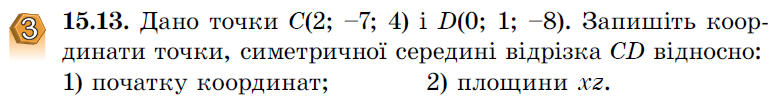 3 15.13. Дано точки C(2; –7; 4) і D(0; 1; –8). Запишіть коор-
динати точки, симетричної середині відрізка CD відносно:
1) початку координат; 2) площини xz.